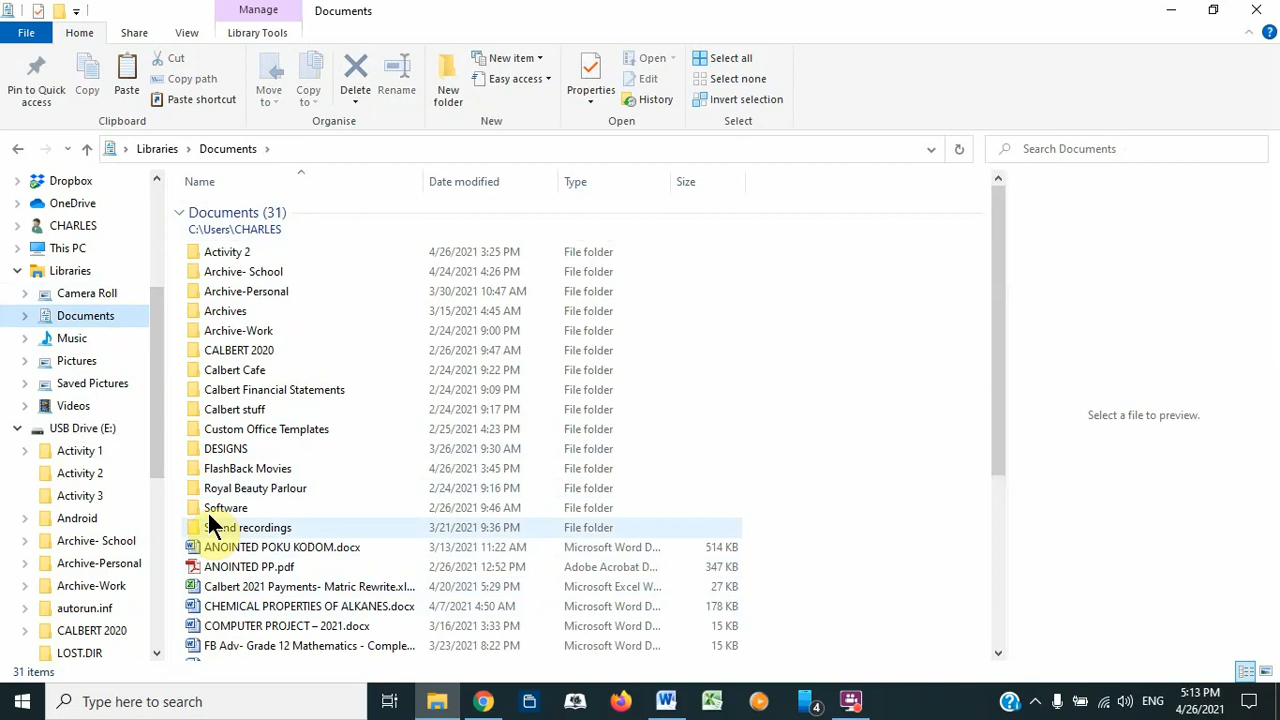 Manage
Documents
File
Home
Share
View
Library Tools
Pin to Quick access
Copy
Paste
Cut
Copy path
Paste shortcut
Clipboard
Move to
Copy to
Delete
Rename
Organise
New folder
New item
Easy access
New
Properties
Open
Edit
History
Open
Select all
Select none
Invert selection
Select
Libraries
Documents
Search Documents
Dropbox
OneDrive
CHARLES
This PC
Libraries
Camera Roll
Documents
Music
Pictures
Saved Pictures
Videos
USB Drive (E:)
Activity 1
Activity 2
Activity 3
Android
Archive- School
Archive-Personal
Archive-Work
autorun.inf
CALBERT 2020
LOST.DIR
Name Date modified Type Size
Documents (31)
C:\Users\CHARLES
Activity 2 4/26/2021 3:25 PM File folder
Archive- School 4/24/2021 4:26 PM File folder
Archive-Personal 3/30/2021 10:47 AM File folder
Archives 3/15/2021 4:45 AM File folder
Archive-Work 2/24/2021 9:00 PM File folder
CALBERT 2020 2/26/2021 9:47 AM File folder
Calbert Cafe 2/24/2021 9:22 PM File folder
Calbert Financial Statements 2/24/2021 9:09 PM File folder
Calbert stuff 2/24/2021 9:17 PM File folder
Custom Office Templates 2/25/2021 4:23 PM File folder
DESIGNS 3/26/2021 9:30 AM File folder
FlashBack Movies 4/26/2021 3:45 PM File folder
Royal Beauty Parlour 2/24/2021 9:16 PM File folder
Software 2/26/2021 9:46 AM File folder
recordings 3/21/2021 9:36 PM File folder
ANOINTED POKU KODOM.docx 3/13/2021 11:22 AM Microsoft Word D... 514 KB
ANOINTED PP.pdf 2/26/2021 12:52 PM Adobe Acrobat D... 347 KB
Calbert 2021 Payments- Matric Rewrite.xl... 4/20/2021 5:29 PM Microsoft Excel W... 27 KB
CHEMICAL PROPERTIES OF ALKANES.docx 4/7/2021 4:50 AM Microsoft Word D... 178 KB
COMPUTER PROJECT – 2021.docx 3/16/2021 3:33 PM Microsoft Word D... 15 KB
FB Adv- Grade 12 Mathematics - Comple... 3/23/2021 8:22 PM Microsoft Word D... 15 KB
Select a file to preview.
31 items
Type here to search
4
ENG
5:13 PM
4/26/2021